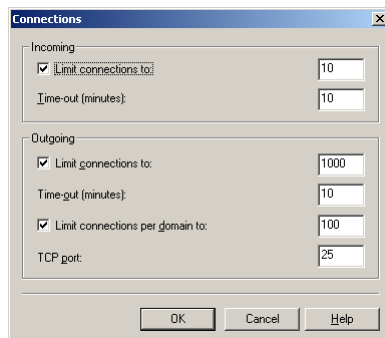 Connections
Incoming
Limit connections to: 10
Time-out (minutes): 10
Outgoing
Limit connections to: 1000
Time-out (minutes): 10
Limit connections per domain to: 100
TCP port: 25
OK Cancel Help